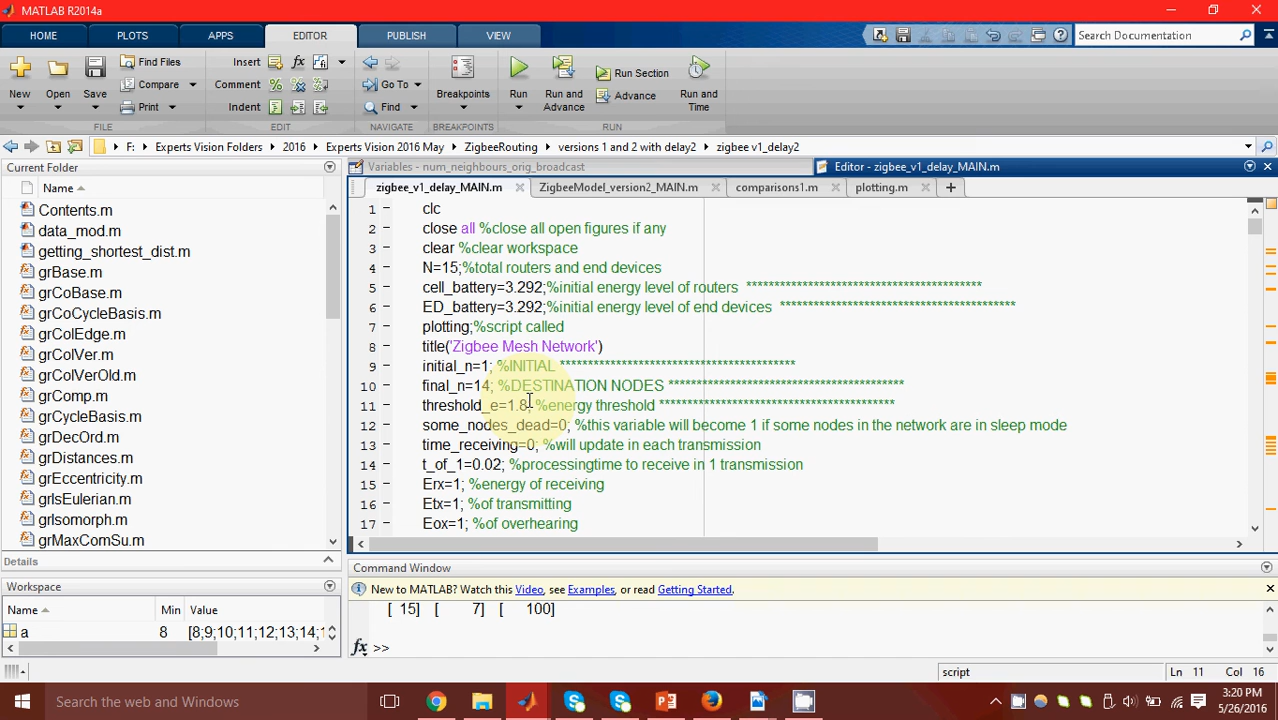 MATLAB R2014a
HOME PLOTS APPS EDITOR PUBLISH VIEW Search Documentation
New Open Save Find Files Compare Print Insert Comment Indent Go To Find Breakpoints Run Run and Advance Run Section Advance Run and Time
FILE EDIT NAVIGATE BREAKPOINTS RUN
F: Experts Vision Folders 2016 Experts Vision 2016 May ZigbeeRouting versions 1 and 2 with delay2 zigbee v1_delay2
Current Folder
Name
Contents.m
data_mod.m
getting_shortest_dist.m
grBase.m
grCoBase.m
grCoCycleBasis.m
grColEdge.m
grColVer.m
grColVerOld.m
grComp.m
grCycleBasis.m
grDecOrd.m
grDistances.m
grEccentricity.m
grIsEulerian.m
grIsomorph.m
grMaxComSu.m
Details
Workspace
Name Min Value
a 8 [8;9;10;11;12;13;14;1
Variables - num_neighbours_orig_broadcast
Editor - zigbee_v1_delay_MAIN.m
zigbee_v1_delay_MAIN.m ZigbeeModel_version2_MAIN.m comparisons1.m plotting.m
1 clc
2 close all %close all open figures if any
3 clear %clear workspace
4 N=15;%total routers and end devices
5 cell_battery=3.292;%initial energy level of routers ******************************************
6 ED_battery=3.292;%initial energy level of end devices ******************************************
7 plotting;%script called
8 title('Zigbee Mesh Network')
9 initial_n=1; %INITIAL ******************************************
10 final_n=14; %DESTINATION NODES ******************************************
11 threshold_e=1.8; %energy threshold ******************************************
12 some_nodes_dead=0; %this variable will become 1 if some nodes in the network are in sleep mode
13 time_receiving=0; %will update in each transmission
14 t_of_1=0.02; %processingtime to receive in 1 transmission
15 Erx=1; %energy of receiving
16 Etx=1; %of transmitting
17 Eox=1; %of overhearing
Command Window
New to MATLAB? Watch this Video, see Examples, or read Getting Started.
[ 15] [ 7] [ 100]
fx >>
script Ln 11 Col 16
Search the web and Windows
3:20 PM
5/26/2016